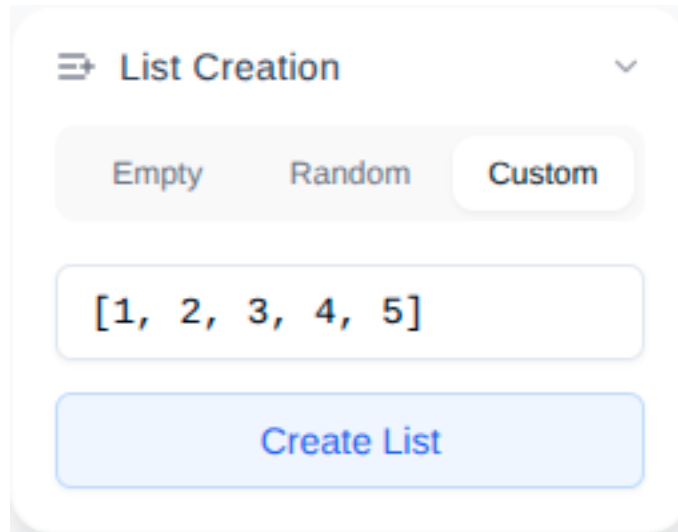 List Creation
Empty Random Custom
[1, 2, 3, 4, 5]
Create List